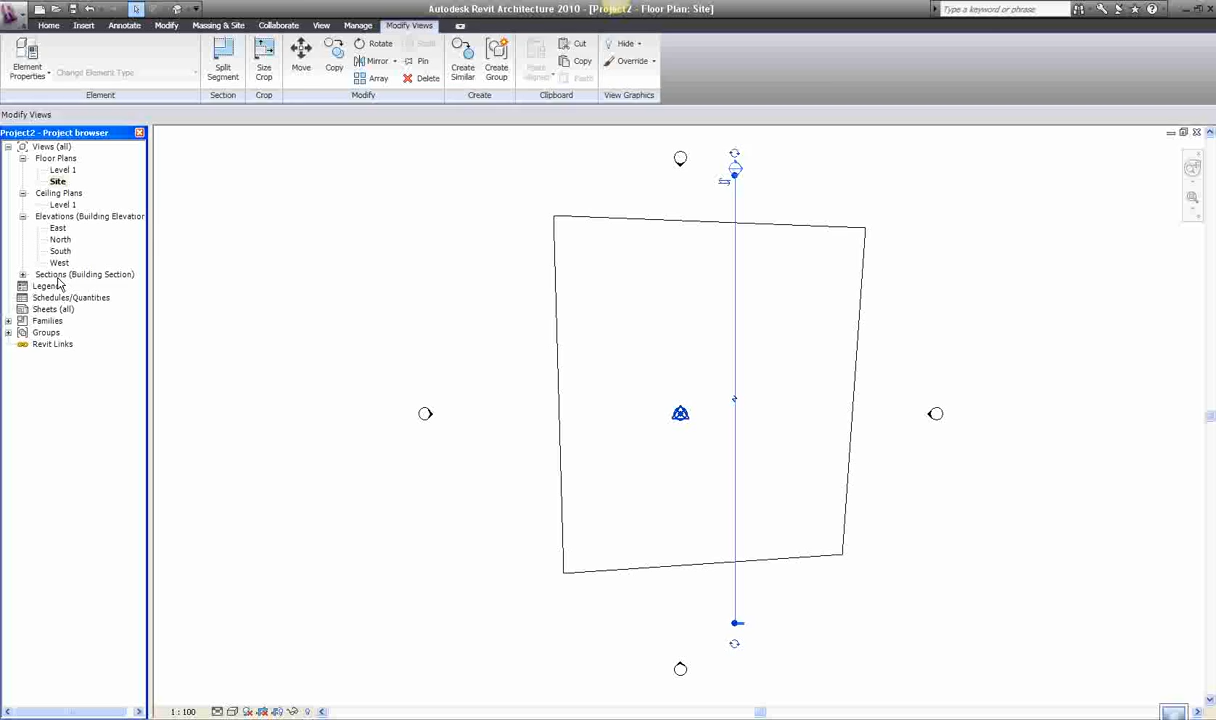 Autodesk Revit Architecture 2010 - [Project2 - Floor Plan: Site]
Type a keyword or phrase
Home Insert Annotate Modify Massing & Site Collaborate View Manage Modify Views
Element Properties
Change Element Type
Split Segment
Size Crop
Move
Copy
Rotate
Mirror
Array
Pin
Delete
Create Similar
Create Group
Cut
Copy
Hide
Override
Element Section Crop Modify Create Clipboard View Graphics
Modify Views
Project2 - Project browser
Views (all)
Floor Plans
Level 1
Site
Ceiling Plans
Level 1
Elevations (Building Elevation
East
North
South
West
Sections (Building Section)
Schedules/Quantities
Sheets (all)
Families
Groups
Revit Links
1 : 100